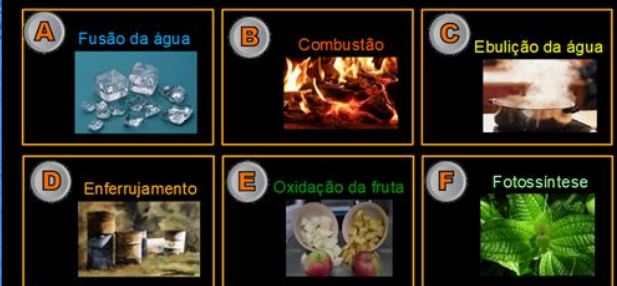 A
Fusão da água
B
Combustão
C
Ebulição da água
D
Enferrujamento
E
Oxidação da fruta
F
Fotossíntese